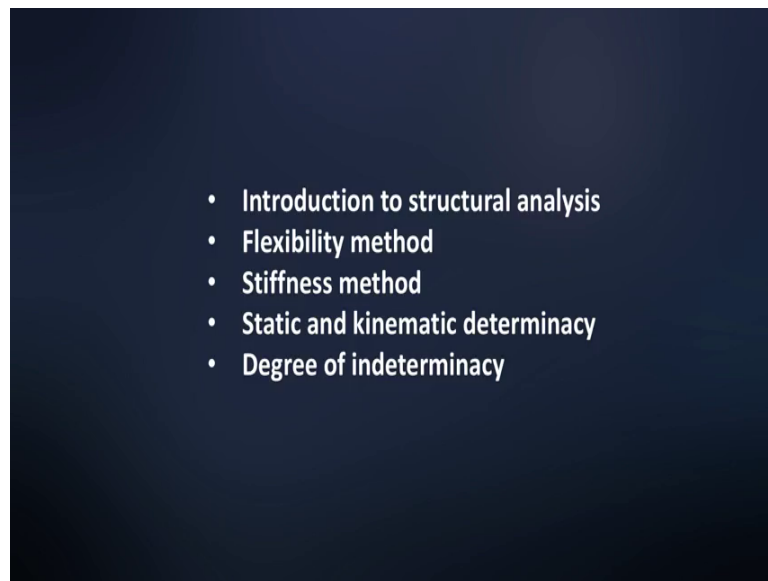 • Introduction to structural analysis
• Flexibility method
• Stiffness method
• Static and kinematic determinacy
• Degree of indeterminacy